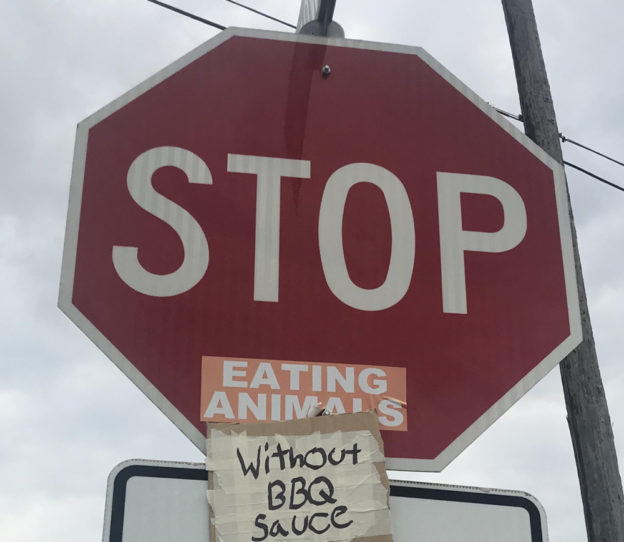 STOP
EATING
ANIMALS
Without
BBQ
Sauce